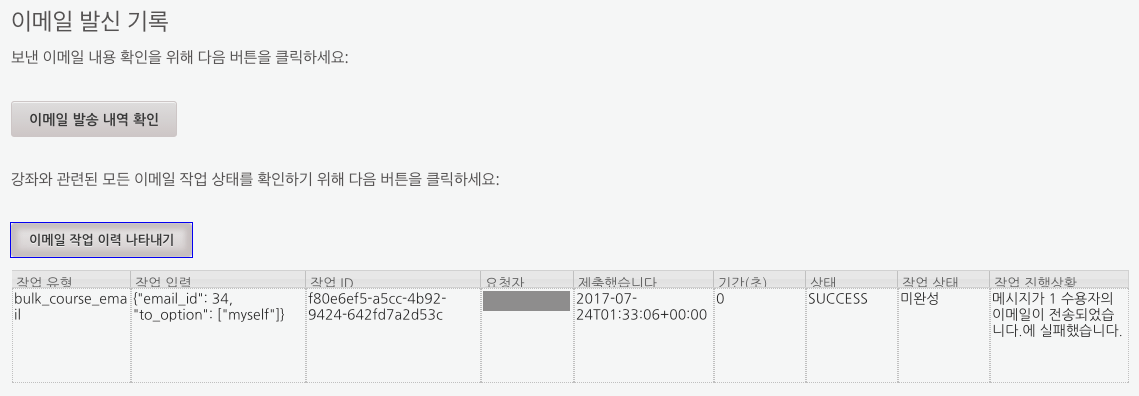 이메일 발신 기록
보낸 이메일 내용 확인을 위해 다음 버튼을 클릭하세요:
이메일 발송 내역 확인
강좌와 관련된 모든 이메일 작업 상태를 확인하기 위해 다음 버튼을 클릭하세요:
이메일 작업 이력 나타내기
작업 유형 작업 입력 작업 ID 요청자 제출했습니다 기간(초) 상태 작업 상태 작업 진행상황
bulk_course_ema {"email_id": 34, f80e6ef5-a5cc-4b92- 2017-07- 0 SUCCESS 미완성 메시지가 1 수용자의
il "to_option": ["myself"]} 9424-642fd7a2d53c 24T01:33:06+00:00 이메일이 전송되었습
니다.에 실패했습니다.